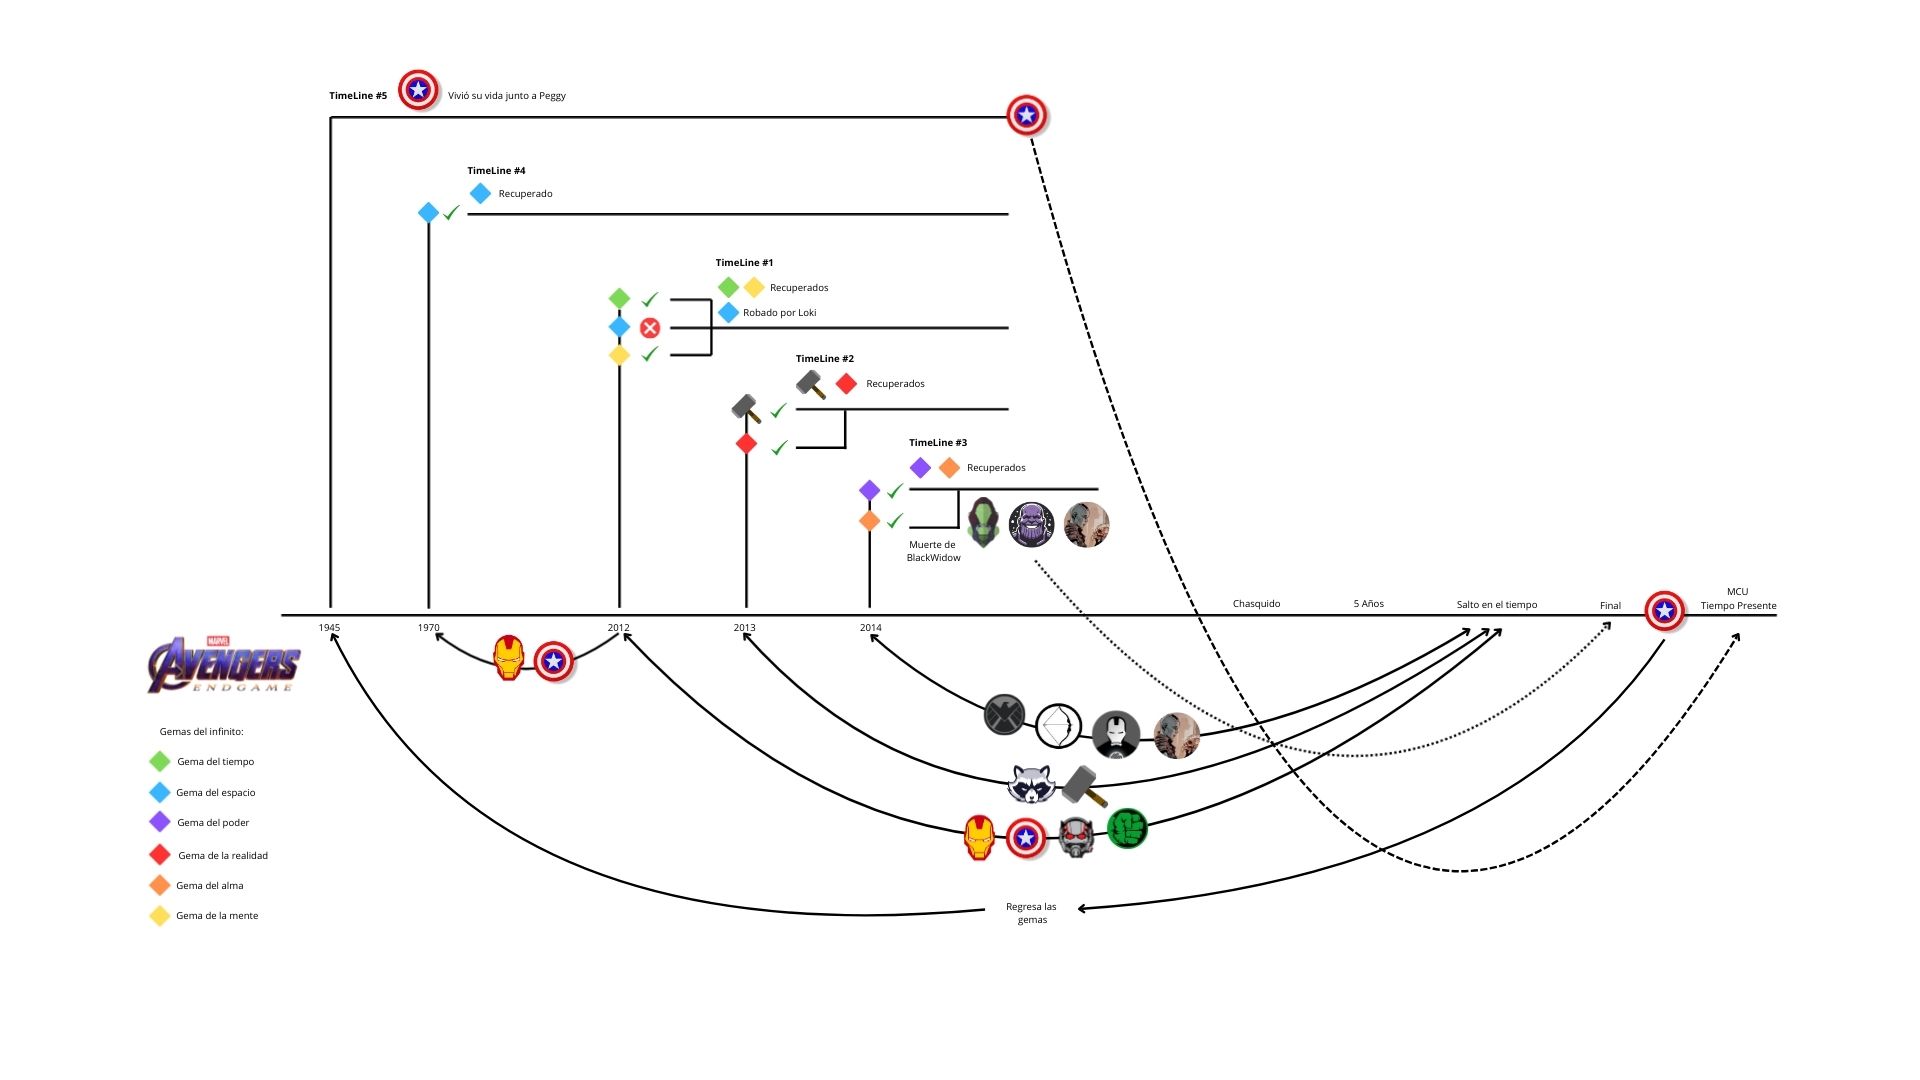 TimeLine #5
Vivió su vida junto a Peggy
TimeLine #4
Recuperado
TimeLine #1
Recuperados
Robado por Loki
TimeLine #2
Recuperados
TimeLine #3
Recuperados
Muerte de
BlackWidow
Chasquido
5 Años
Salto en el tiempo
Final
MCU
Tiempo Presente
1945
1970
2012
2013
2014
MARVEL
AVENGERS
ENDGAME
Gemas del infinito:
Gema del tiempo
Gema del espacio
Gema del poder
Gema de la realidad
Gema del alma
Gema de la mente
Regresa las
gemas